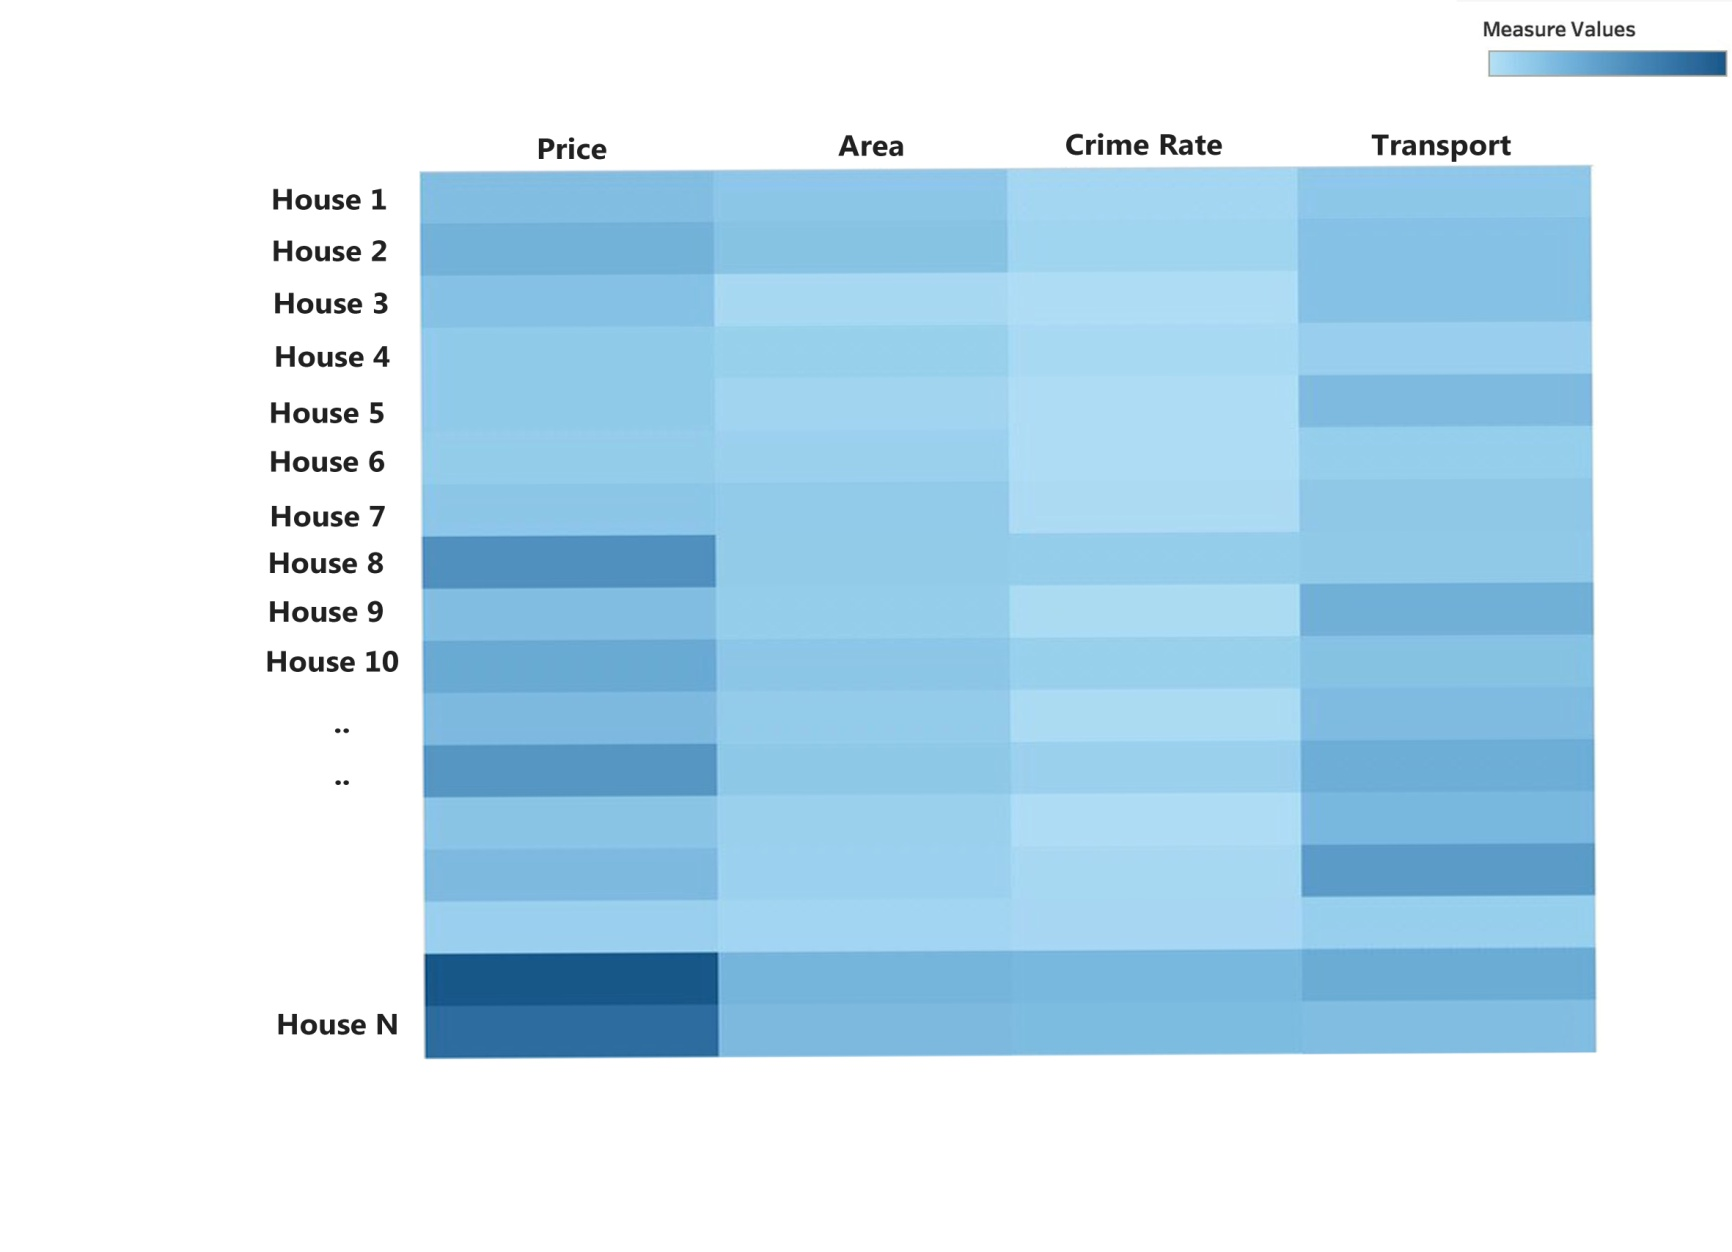 Measure Values
Price Area Crime Rate Transport
House 1
House 2
House 3
House 4
House 5
House 6
House 7
House 8
House 9
House 10
..
..
House N